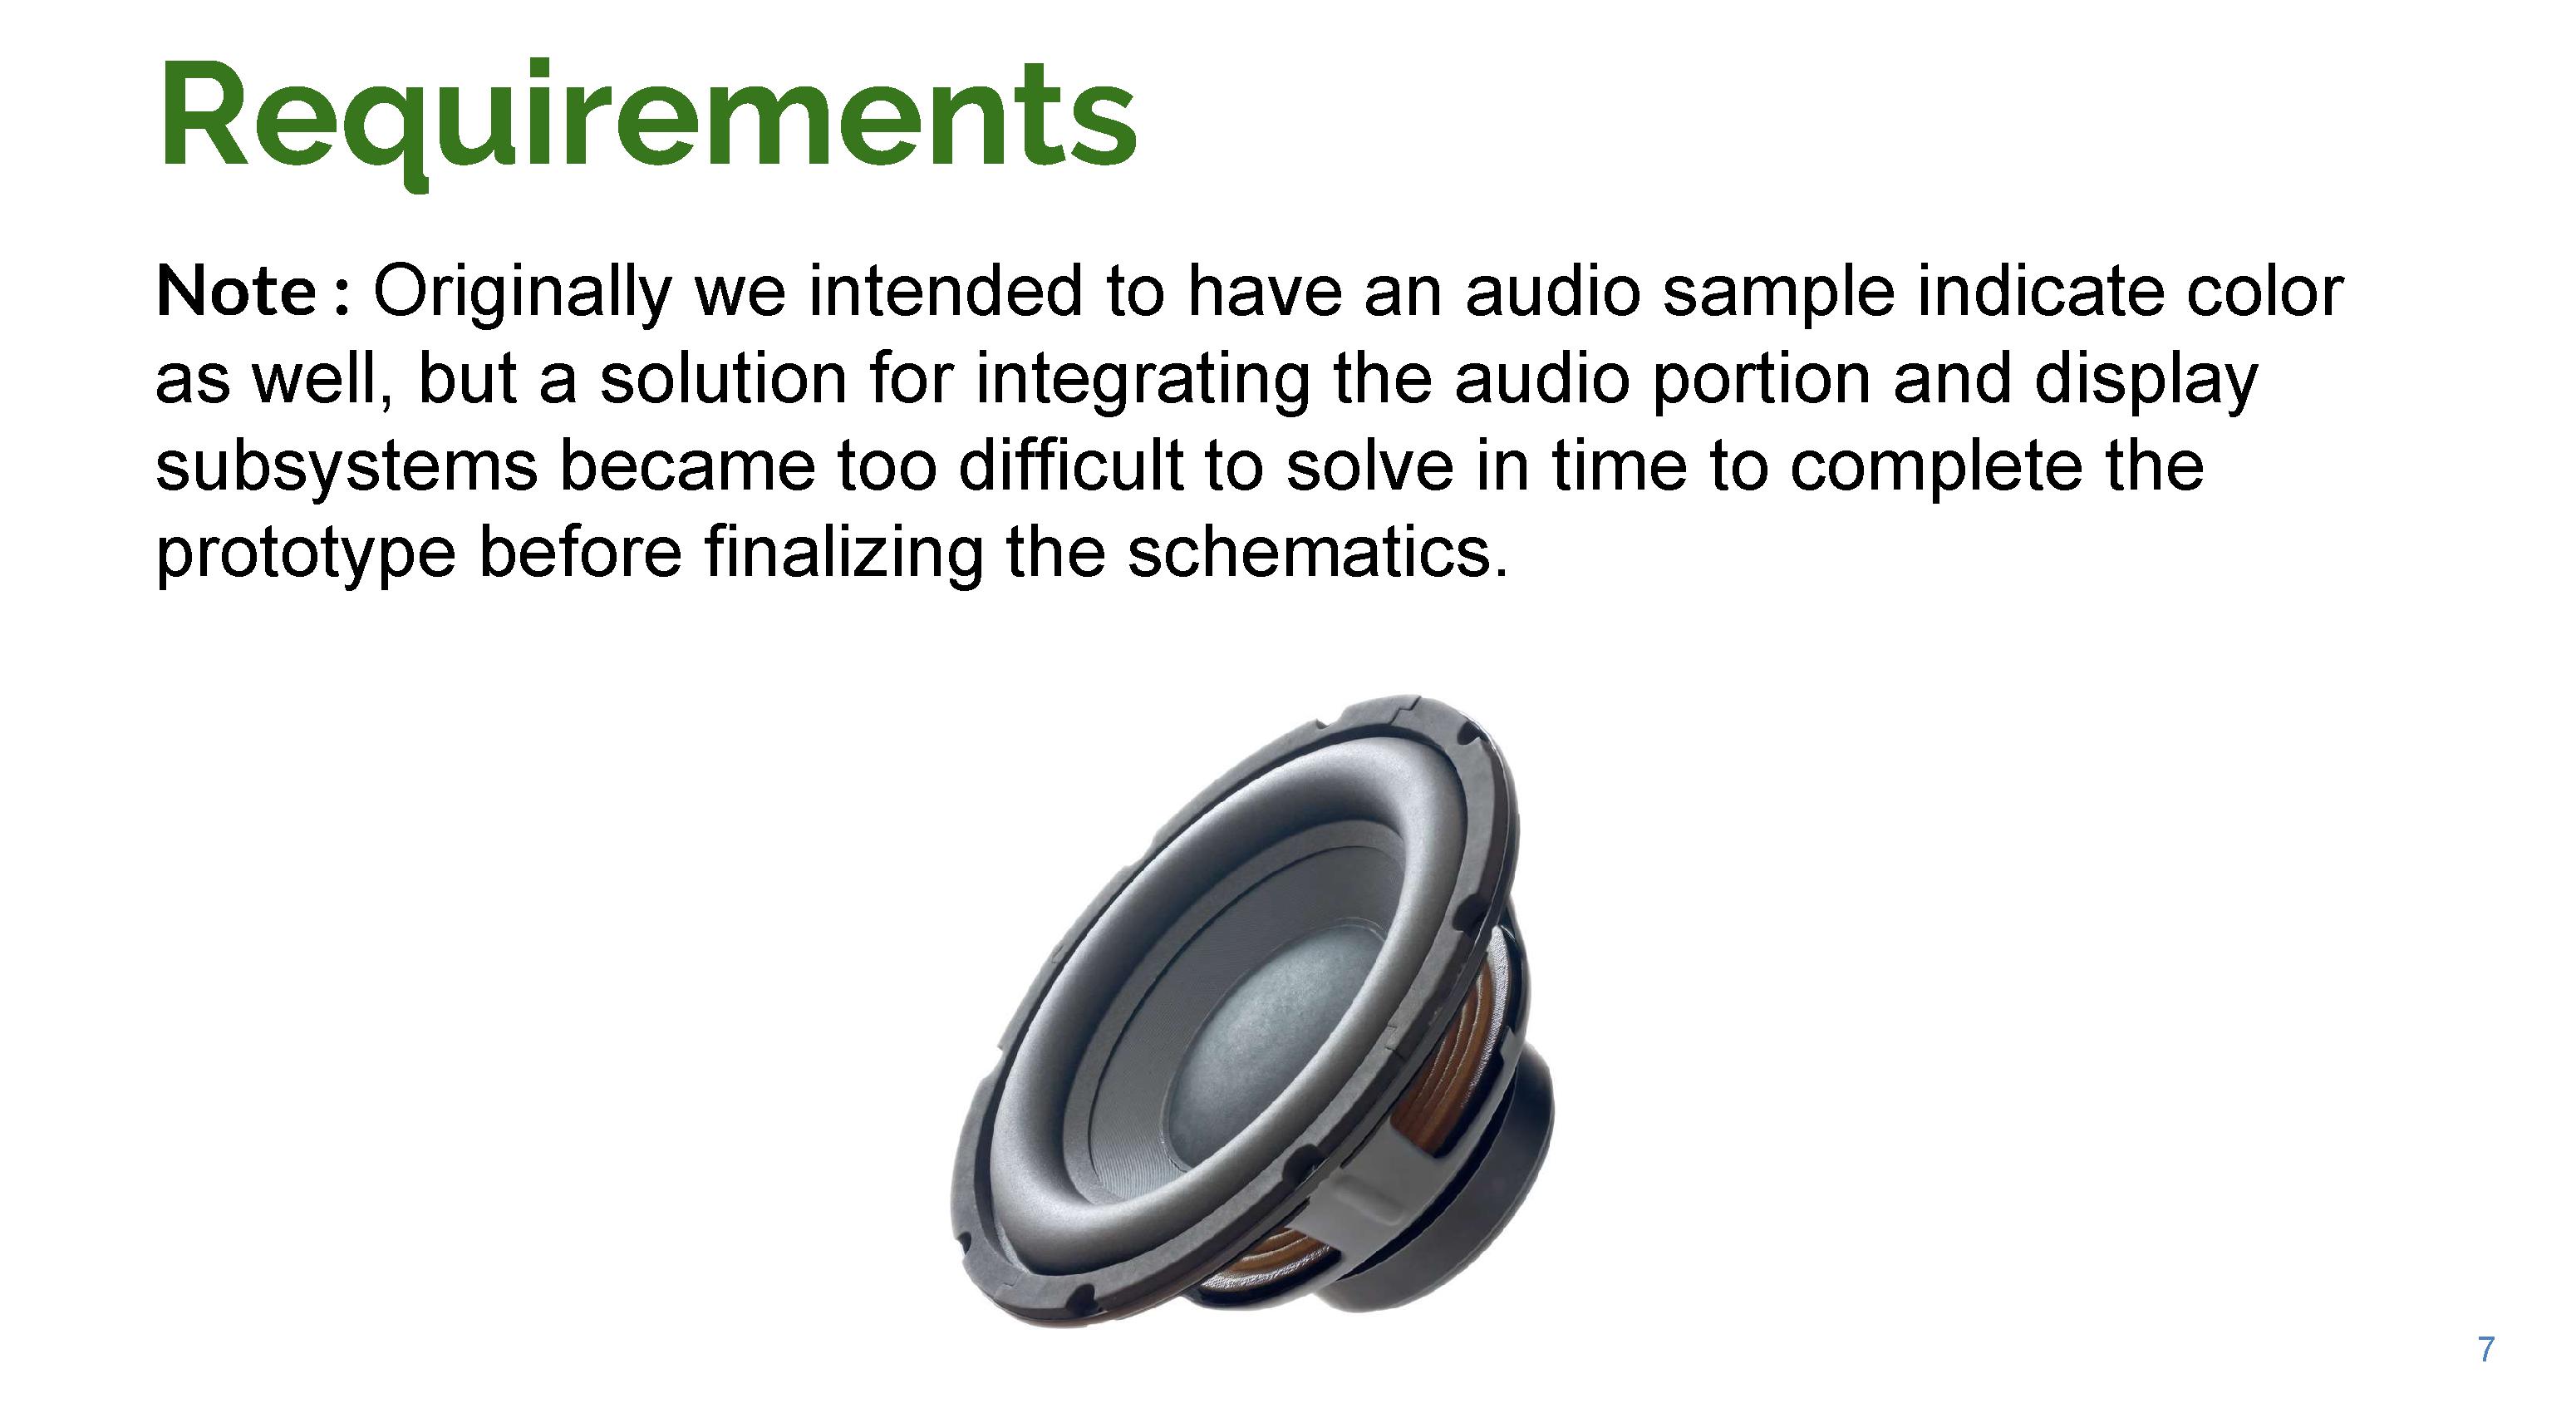 Requirements
Note : Originally we intended to have an audio sample indicate color
as well, but a solution for integrating the audio portion and display
subsystems became too difficult to solve in time to complete the
prototype before finalizing the schematics.
7